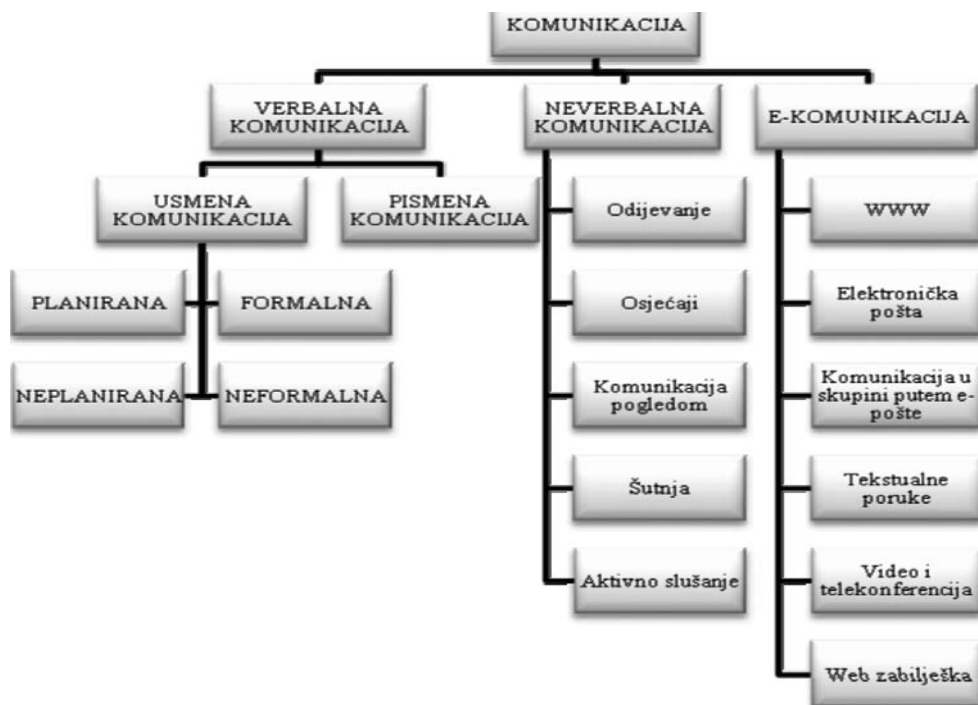 KOMUNIKACIJA
VERBALNA
KOMUNIKACIJA
NEVERBALNA
KOMUNIKACIJA
E-KOMUNIKACIJA
USMENA
KOMUNIKACIJA
PISMENA
KOMUNIKACIJA
PLANIRANA
FORMALNA
NEPLANIRANA
NEFORMALNA
Odijevanje
Osjećaji
Komunikacija
pogledom
Šutnja
Aktivno slušanje
WWW
Elektronička
pošta
Komunikacija u
skupini putem e-
pošte
Tekstualne
poruke
Video i
telekonferencija
Web zabilješka